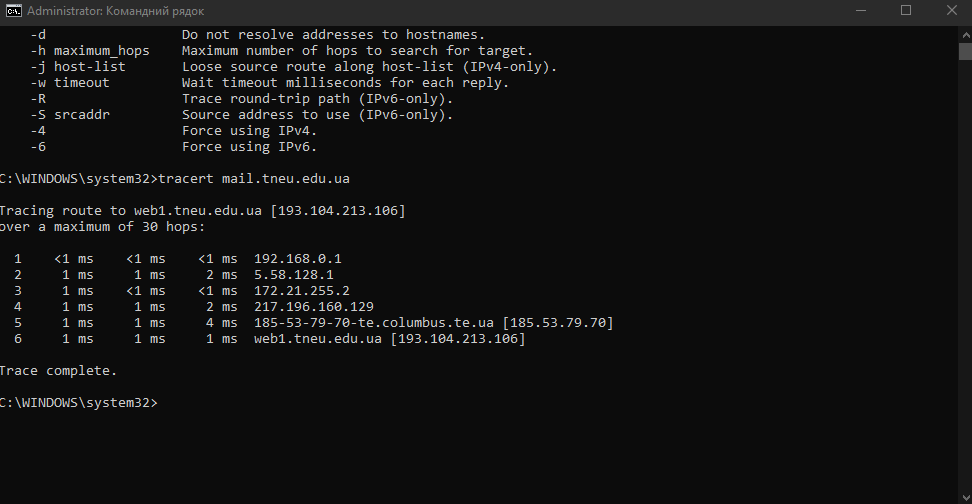 Administrator: Командний рядок
-d Do not resolve addresses to hostnames.
-h maximum_hops Maximum number of hops to search for target.
-j host-list Loose source route along host-list (IPv4-only).
-w timeout Wait timeout milliseconds for each reply.
-R Trace round-trip path (IPv6-only).
-S srcaddr Source address to use (IPv6-only).
-4 Force using IPv4.
-6 Force using IPv6.
C:\WINDOWS\system32>tracert mail.tneu.edu.ua
Tracing route to web1.tneu.edu.ua [193.104.213.106]
over a maximum of 30 hops:
1 <1 ms <1 ms <1 ms 192.168.0.1
2 1 ms 1 ms 2 ms 5.58.128.1
3 1 ms <1 ms <1 ms 172.21.255.2
4 1 ms 1 ms 2 ms 217.196.160.129
5 1 ms 1 ms 4 ms 185-53-79-70-te.columbus.te.ua [185.53.79.70]
6 1 ms 1 ms 1 ms web1.tneu.edu.ua [193.104.213.106]
Trace complete.
C:\WINDOWS\system32>